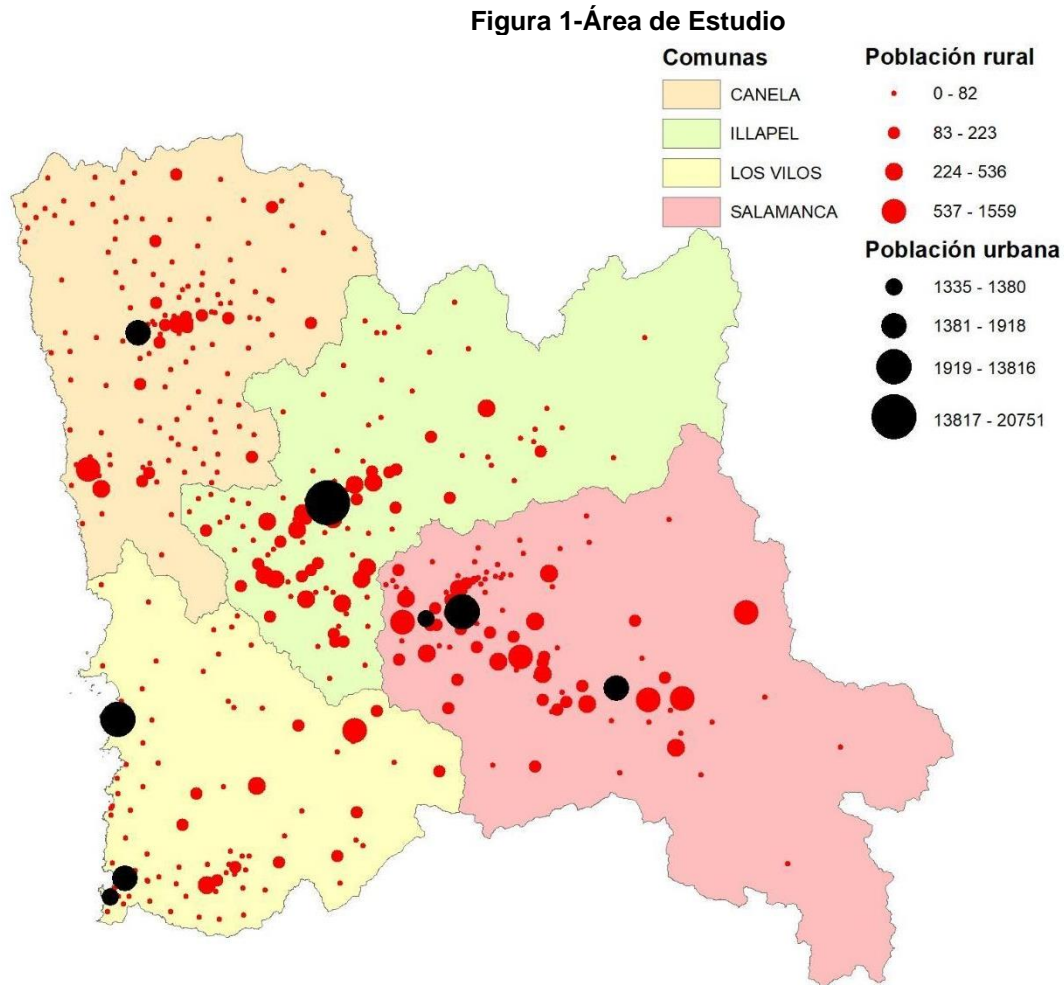 Figura 1-Área de Estudio
Comunas
CANELA
ILLAPEL
LOS VILOS
SALAMANCA
Población rural
0 - 82
83 - 223
224 - 536
537 - 1559
Población urbana
1335 - 1380
1381 - 1918
1919 - 13816
13817 - 20751